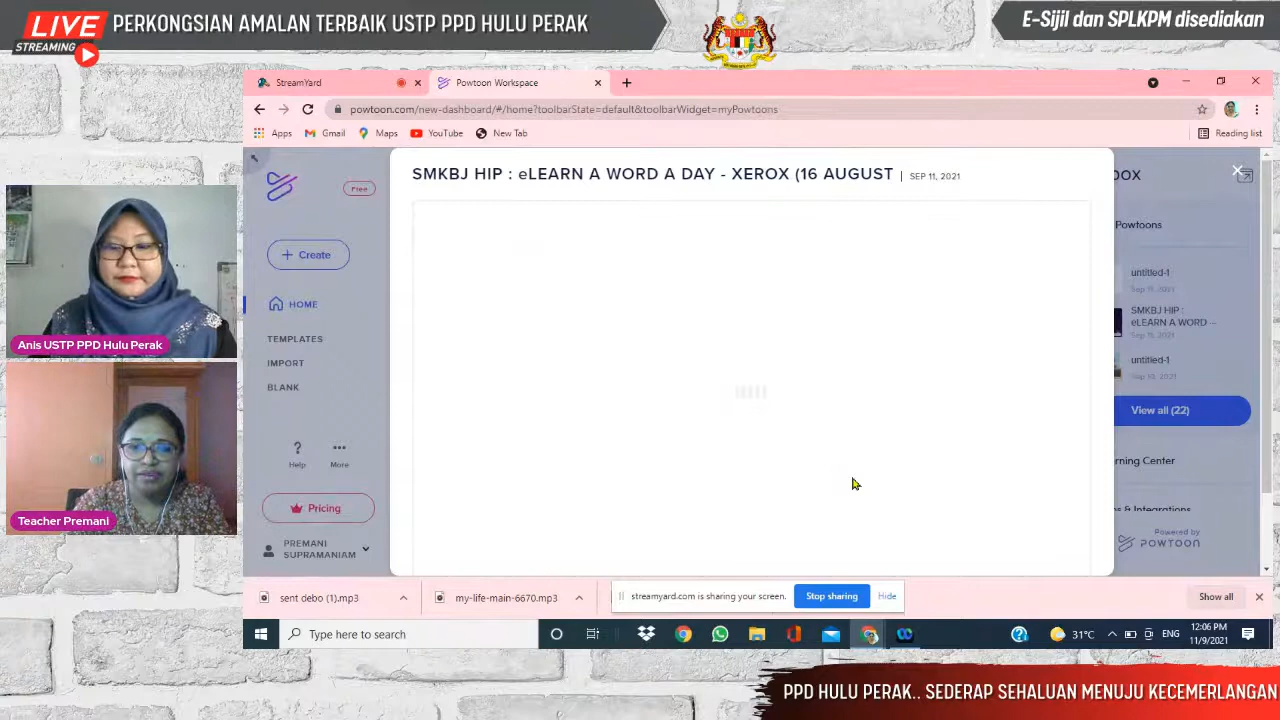 LIVE
STREAMING
PERKONGSIAN AMALAN TERBAIK USTP PPD HULU PERAK
E-Sijil dan SPLKPM disediakan
StreamYard
Powtoon Workspace
powtoon.com/new-dashboard/#/home?toolbarState=default&toolbarWidget=myPowtoons
Apps
Gmail
Maps
YouTube
New Tab
Reading list
SMKBJ HIP : eLEARN A WORD A DAY - XEROX (16 AUGUST | SEP 11, 2021
Free
+ Create
HOME
TEMPLATES
IMPORT
BLANK
Help
More
Pricing
PREMANI
SUPRAMANIAM
OOX
Powtoons
untitled-1
SMKBJ HIP :
eLEARN A WORD
untitled-1
View all (22)
rning Center
s & Integrations
Powered by
POWTOON
Anis USTP PPD Hulu Perak
Teacher Premani
sent debo (1).mp3
my-life-main-6670.mp3
streamyard.com is sharing your screen.
Stop sharing
Hide
Show all
Type here to search
31°C
ENG
12:06 PM
11/9/2021
PPD HULU PERAK.. SEDERAP SEHALUAN MENUJU KECEMERLANGAN